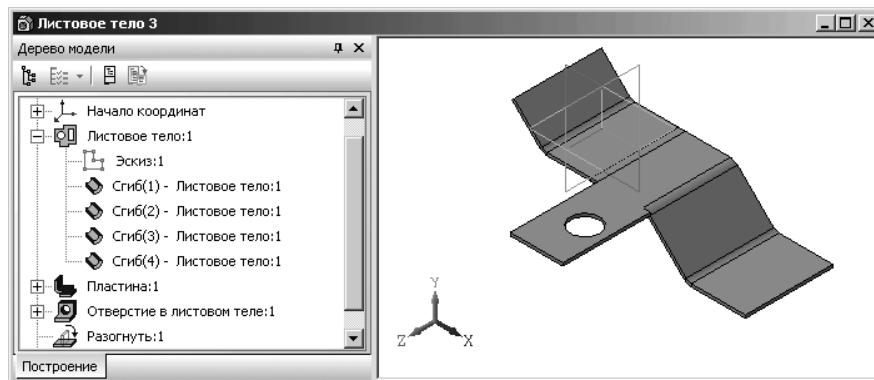 Листовое тело 3
Дерево модели
Начало координат
Листовое тело:1
Эскиз:1
Сгиб(1) - Листовое тело:1
Сгиб(2) - Листовое тело:1
Сгиб(3) - Листовое тело:1
Сгиб(4) - Листовое тело:1
Пластина:1
Отверстие в листовом теле:1
Разогнуть:1
Построение
Y
Z
X